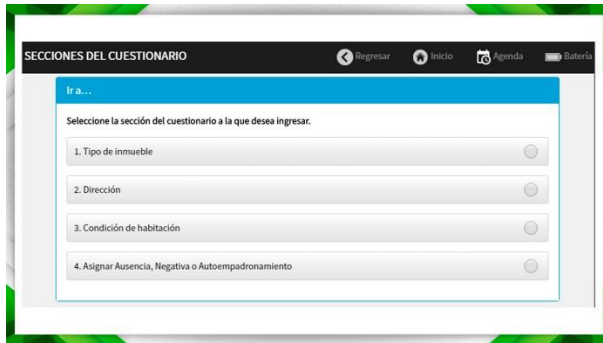 SECCIONES DEL CUESTIONARIO Regresar Inicio Agenda Batería
Ir a...
Seleccione la sección del cuestionario a la que desea ingresar.
1. Tipo de inmueble
2. Dirección
3. Condición de habitación
4. Asignar Ausencia, Negativa o Autoempadronamiento